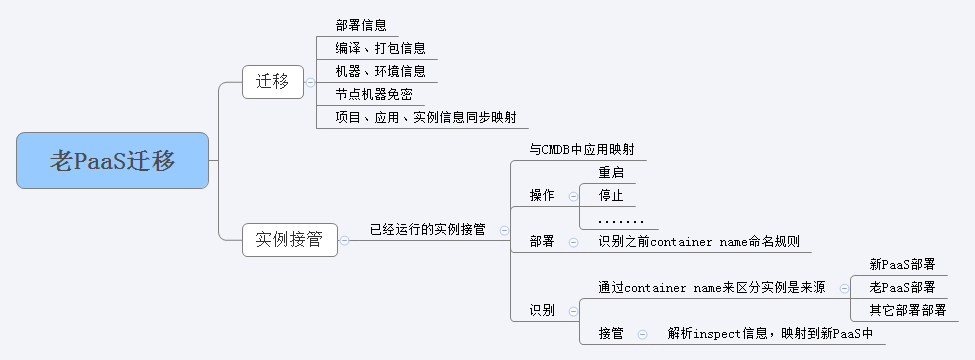 老PaaS迁移
迁移
部署信息
编译、打包信息
机器、环境信息
节点机器免密
项目、应用、实例信息同步映射
实例接管
已经运行的实例接管
与CMDB中应用映射
操作
重启
停止
.......
部署
识别之前container name命名规则
识别
通过container name来区分实例是来源
新PaaS部署
老PaaS部署
其它部署部署
接管
解析inspect信息，映射到新PaaS中